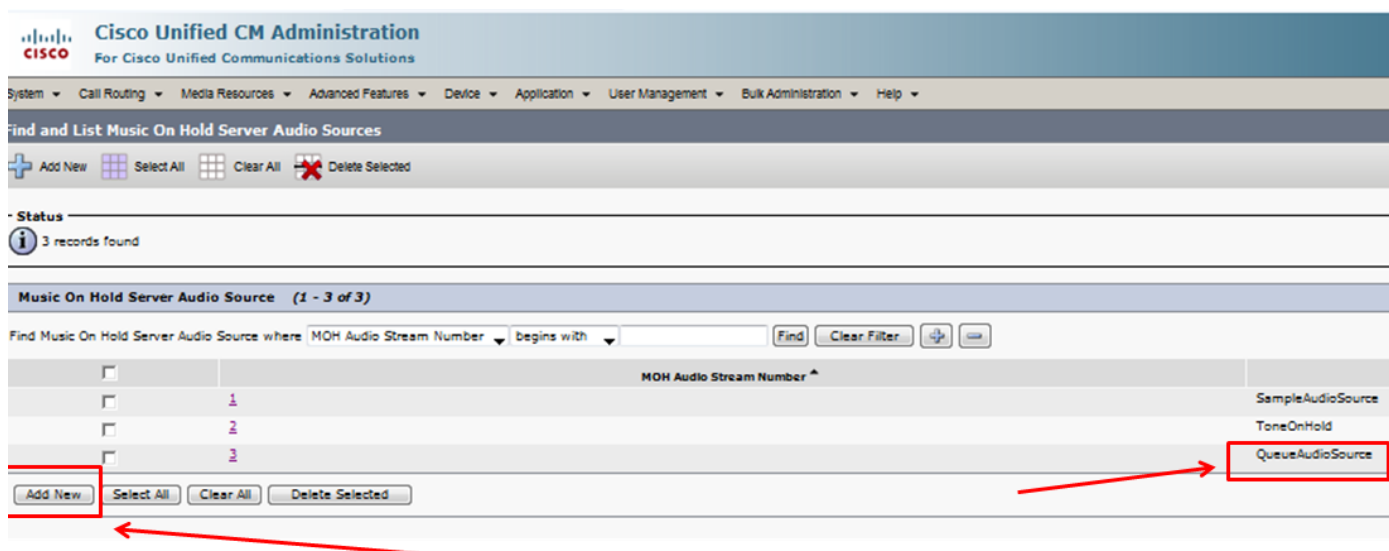 Cisco Unified CM Administration
CISCO
For Cisco Unified Communications Solutions
System Call Routing Media Resources Advanced Features Device Application User Management Bulk Administration Help
Find and List Music On Hold Server Audio Sources
Add New Select All Clear All Delete Selected
Status
i 3 records found
Music On Hold Server Audio Source (1 - 3 of 3)
Find Music On Hold Server Audio Source where MOH Audio Stream Number begins with Find Clear Filter
MOH Audio Stream Number
1 SampleAudioSource
2 ToneOnHold
3 QueueAudioSource
Add New Select All Clear All Delete Selected